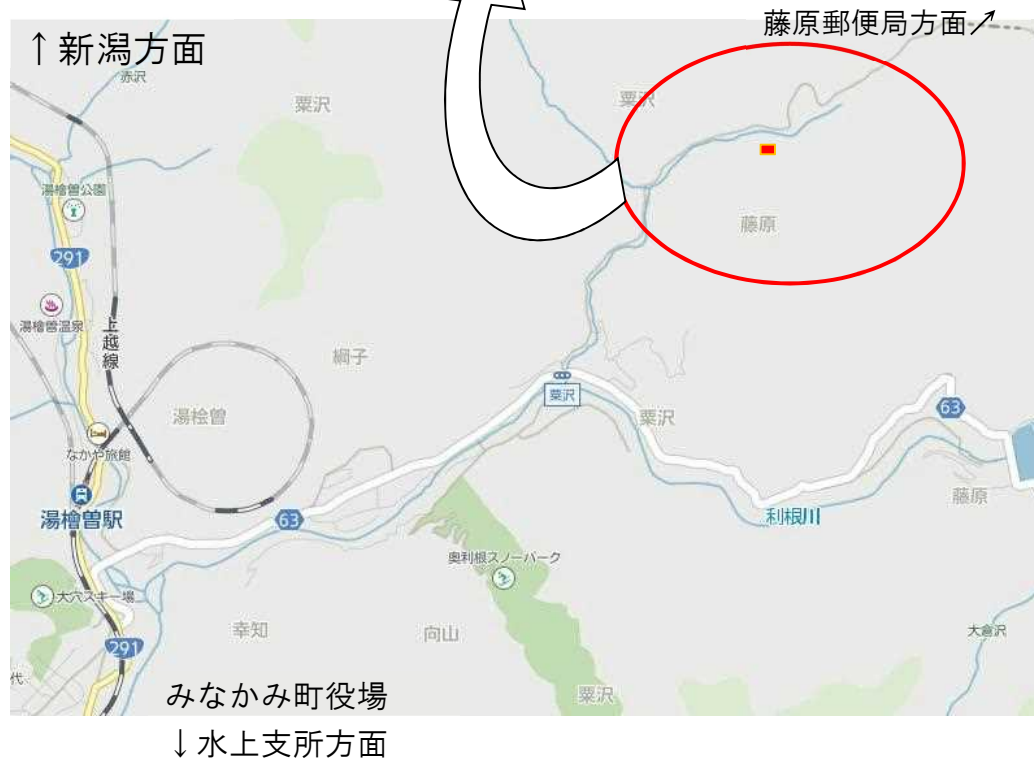 藤原郵便局方面↗
↑新潟方面
赤沢
粟沢
粟沢
湯檜曽公園
藤原
291
湯檜曽温泉
上越線
綱子
粟沢
湯桧曽
粟沢
63
なかや旅館
藤原
湯檜曽駅
63
利根川
奥利根スノーパーク
大穴スキー場
幸知
向山
大倉沢
291
代
粟沢
みなかみ町役場
↓水上支所方面